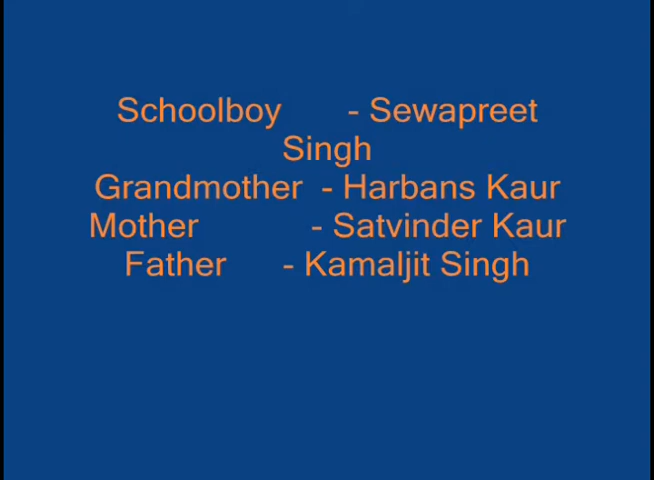 Schoolboy - Sewapreet
Singh
Grandmother - Harbans Kaur
Mother - Satvinder Kaur
Father - Kamaljit Singh